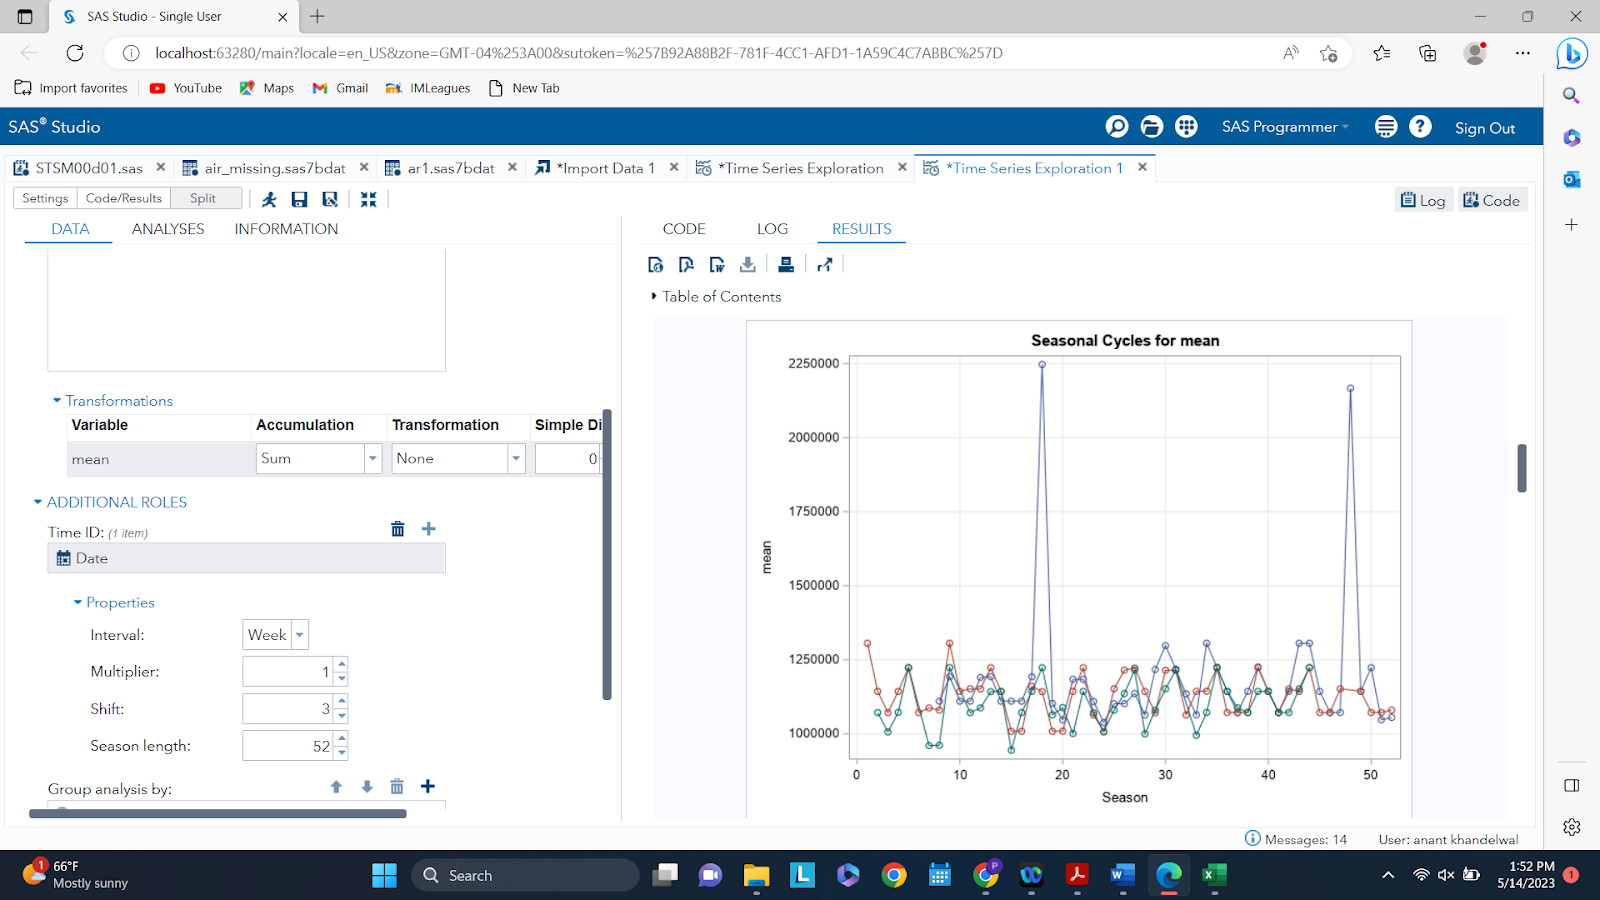 SAS Studio - Single User
localhost:63280/main?locale=en_US&zone=GMT-04%253A00&sutoken=%257B92A88B2F-781F-4CC1-AFD1-1A59C4C7ABBC%257D
Import favorites YouTube Maps Gmail IMLeagues New Tab
SAS® Studio SAS Programmer Sign Out
STSM00d01.sas air_missing.sas7bdat ar1.sas7bdat *Import Data 1 *Time Series Exploration *Time Series Exploration 1
Settings Code/Results Split Log Code
DATA ANALYSES INFORMATION CODE LOG RESULTS
Table of Contents
Seasonal Cycles for mean
2250000
2000000
1750000
1500000
1250000
1000000
mean
0 10 20 30 40 50
Season
Transformations
Variable Accumulation Transformation Simple Di
mean Sum None 0
ADDITIONAL ROLES
Time ID: (1 item)
Date
Properties
Interval: Week
Multiplier: 1
Shift: 3
Season length: 52
Group analysis by:
Messages: 14 User: anant khandelwal
1
66°F
Mostly sunny
Search
P
1:52 PM
5/14/2023
1